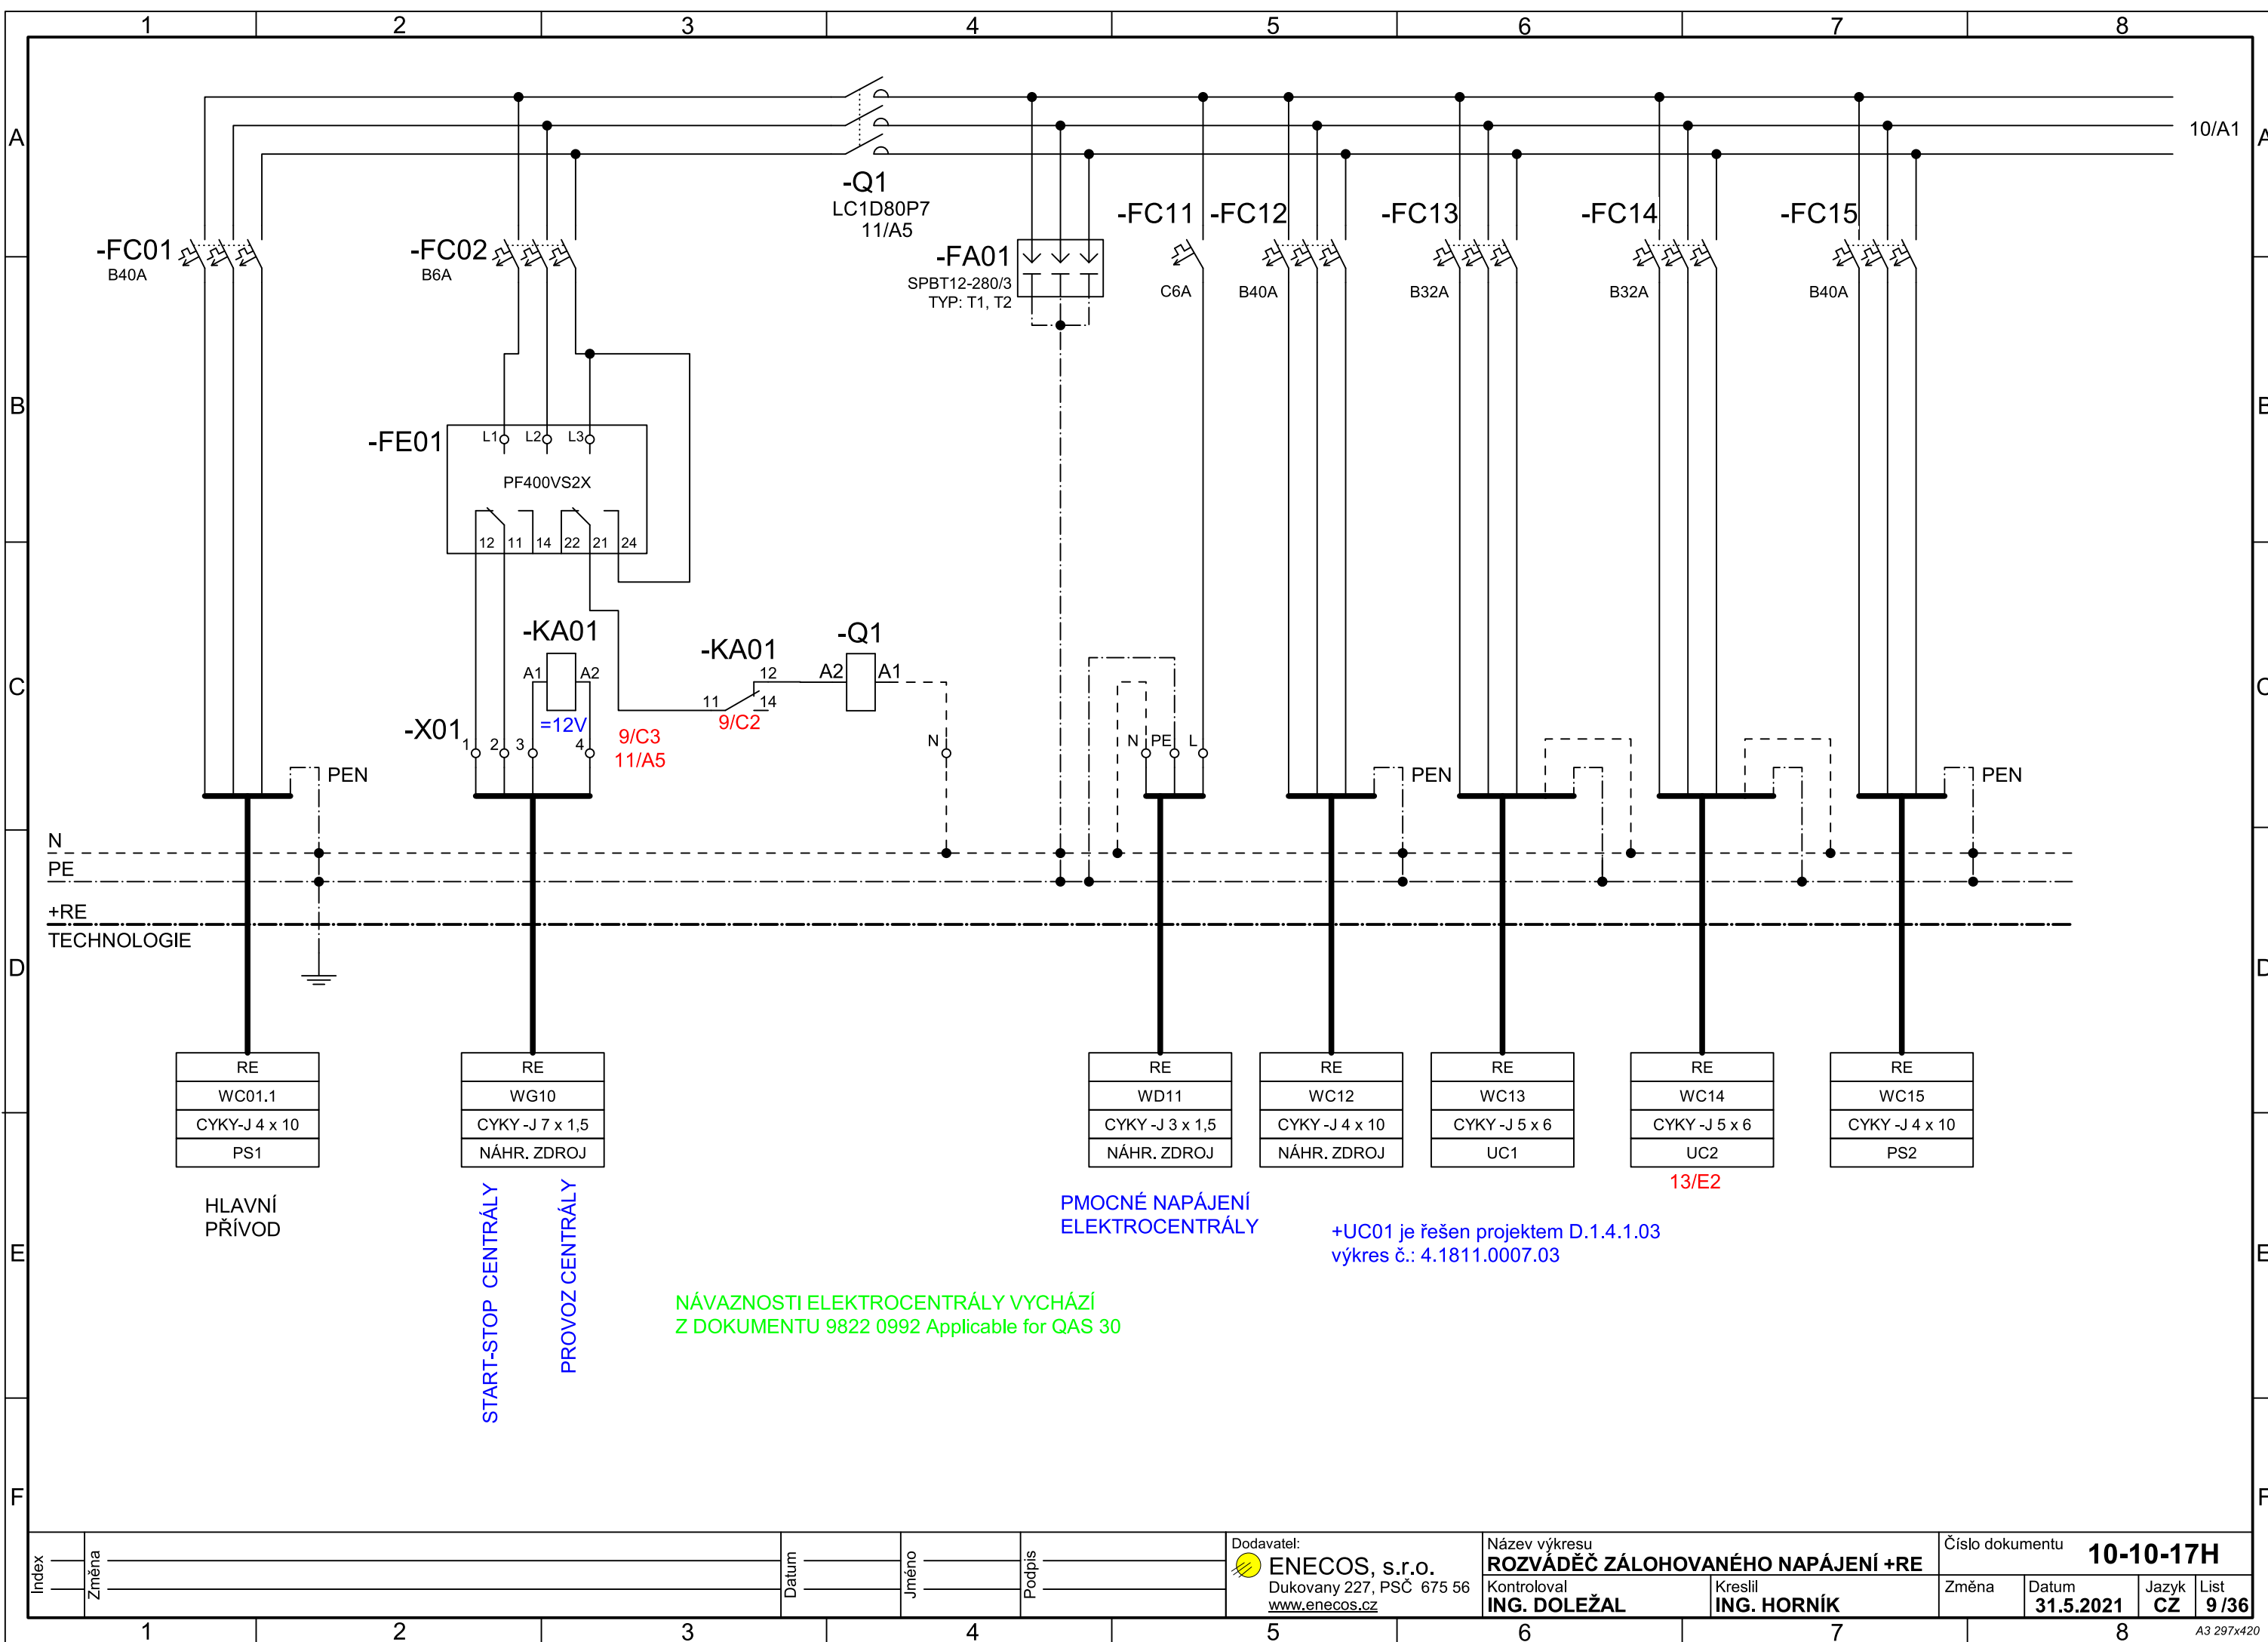 1 2 3 4 5 6 7 8
A
10/A1
A
-Q1
LC1D80P7
11/A5
-FC01
B40A
-FC02
B6A
-FA01
SPBT12-280/3
TYP: T1, T2
-FC11
C6A
-FC12
B40A
-FC13
B32A
-FC14
B32A
-FC15
B40A
B
B
-FE01
L1 L2 L3
PF400VS2X
12 11 14 22 21 24
C
C
-KA01
A1 A2
=12V
-KA01
11 12 14
9/C2
-Q1
A2 A1
-X01
1 2 3 4
9/C3
11/A5
N
N PE L
PEN
PEN
PEN
N
PE
+RE
TECHNOLOGIE
D
D
RE
WC01.1
CYKY-J 4 x 10
PS1
RE
WG10
CYKY -J 7 x 1,5
NÁHR. ZDROJ
RE
WD11
CYKY -J 3 x 1,5
NÁHR. ZDROJ
RE
WC12
CYKY -J 4 x 10
NÁHR. ZDROJ
RE
WC13
CYKY -J 5 x 6
UC1
RE
WC14
CYKY -J 5 x 6
UC2
13/E2
RE
WC15
CYKY -J 4 x 10
PS2
HLAVNÍ
PŘÍVOD
START-STOP CENTRÁLY
PROVOZ CENTRÁLY
PMOCNÉ NAPÁJENÍ
ELEKTROCENTRÁLY
+UC01 je řešen projektem D.1.4.1.03
výkres č.: 4.1811.0007.03
E
E
NÁVAZNOSTI ELEKTROCENTRÁLY VYCHÁZÍ
Z DOKUMENTU 9822 0992 Applicable for QAS 30
F
F
Index
Změna
Datum
Jméno
Podpis
Dodavatel:
ENECOS, s.r.o.
Dukovany 227, PSČ 675 56
www.enecos.cz
Název výkresu
ROZVÁDĚČ ZÁLOHOVANÉHO NAPÁJENÍ +RE
Kontroloval
ING. DOLEŽAL
Kreslil
ING. HORNÍK
Číslo dokumentu
10-10-17H
Změna
Datum
31.5.2021
Jazyk
CZ
List
9 /36
1 2 3 4 5 6 7 8
A3 297x420